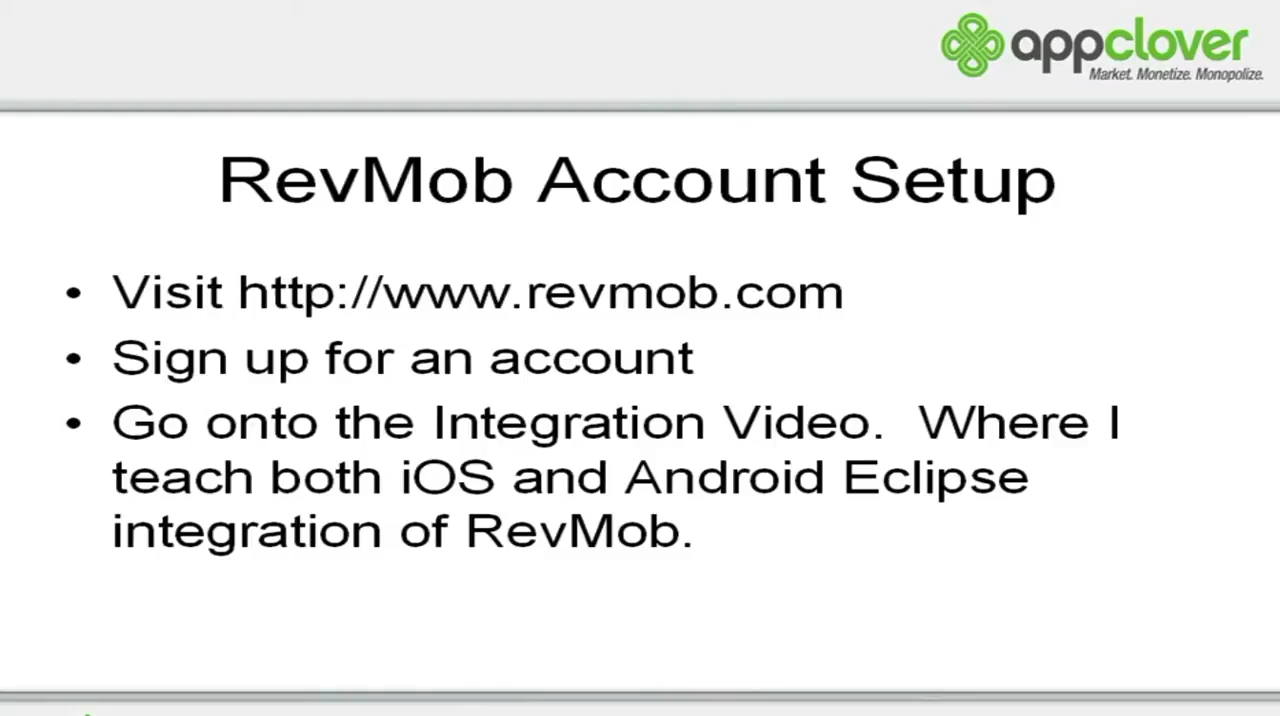 appclover
Market. Monetize. Monopolize.
RevMob Account Setup
• Visit http://www.revmob.com
• Sign up for an account
• Go onto the Integration Video.  Where I
teach both iOS and Android Eclipse
integration of RevMob.